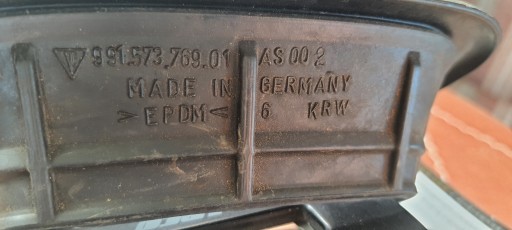 991.573.769.01 AS 00 2
MADE IN GERMANY
>EPDM< 6 KRW